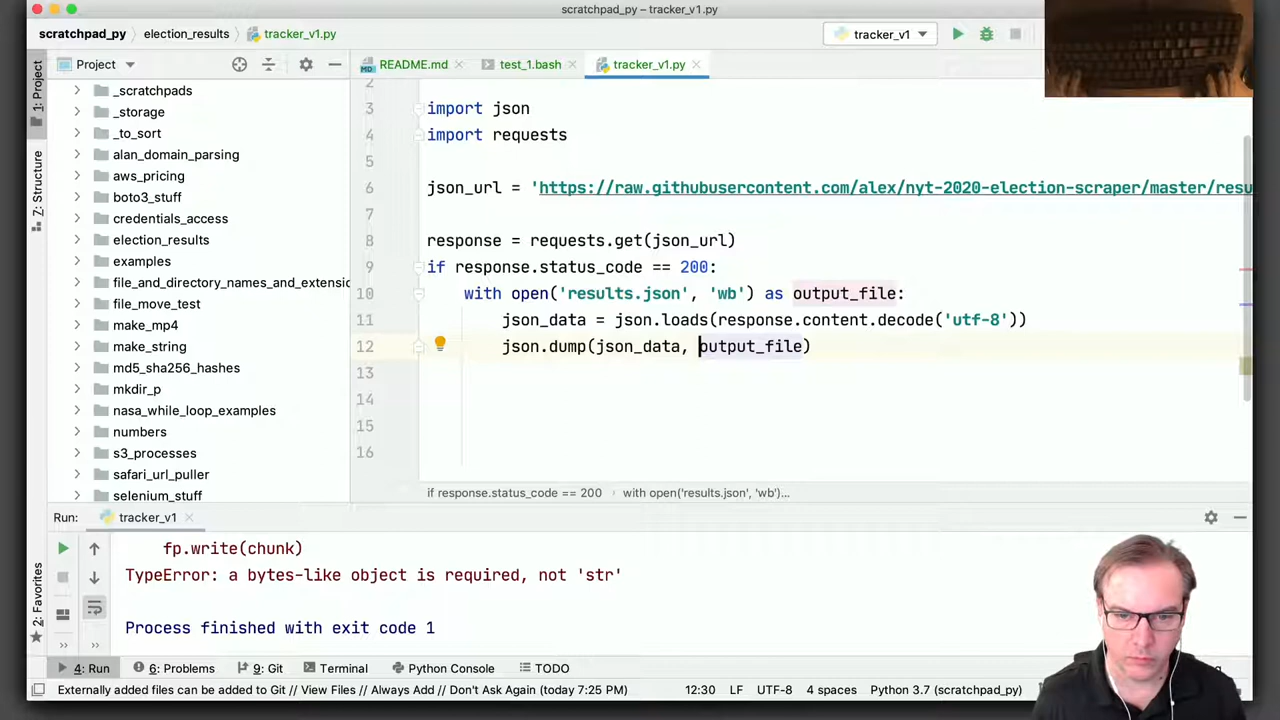 scratchpad_py – tracker_v1.py
scratchpad_py election_results tracker_v1.py tracker_v1
1: Project
Z: Structure
2: Favorites
Project
_scratchpads
_storage
_to_sort
alan_domain_parsing
aws_pricing
boto3_stuff
credentials_access
election_results
examples
file_and_directory_names_and_extensio
file_move_test
make_mp4
make_string
md5_sha256_hashes
mkdir_p
nasa_while_loop_examples
numbers
s3_processes
safari_url_puller
selenium_stuff
README.md test_1.bash tracker_v1.py
2
3 import json
4 import requests
5
6 json_url = 'https://raw.githubusercontent.com/alex/nyt-2020-election-scraper/master/resu
7
8 response = requests.get(json_url)
9 if response.status_code == 200:
10 with open('results.json', 'wb') as output_file:
11 json_data = json.loads(response.content.decode('utf-8'))
12 json.dump(json_data, output_file)
13
14
15
16
if response.status_code == 200 › with open('results.json', 'wb')...
Run: tracker_v1
fp.write(chunk)
TypeError: a bytes-like object is required, not 'str'
Process finished with exit code 1
4: Run 6: Problems 9: Git Terminal Python Console TODO
Externally added files can be added to Git // View Files // Always Add // Don't Ask Again (today 7:25 PM) 12:30 LF UTF-8 4 spaces Python 3.7 (scratchpad_py)